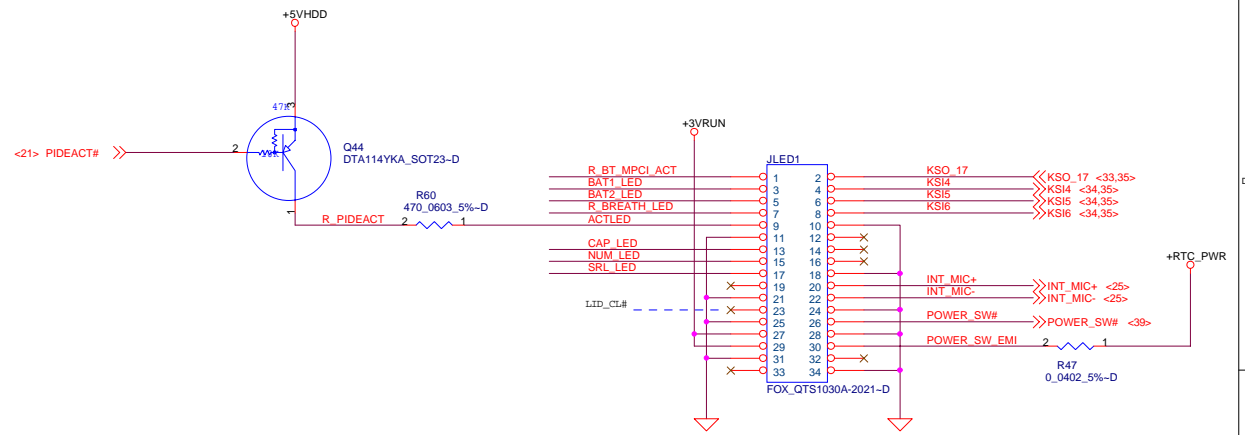 +5VHDD
47K
3
<21> PIDEACT#
2
10K
Q44
DTA114YKA_SOT23~D
1
R_PIDEACT
R60
470_0603_5%~D
2
1
+3VRUN
JLED1
R_BT_MPCI_ACT 1 2 KSO_17 KSO_17 <33,35>
BAT1_LED 3 4 KSI4 KSI4 <34,35>
BAT2_LED 5 6 KSI5 KSI5 <34,35>
R_BREATH_LED 7 8 KSI6 KSI6 <34,35>
ACTLED 9 10
11 12
CAP_LED 13 14
NUM_LED 15 16
SRL_LED 17 18
19 20 INT_MIC+ INT_MIC+ <25>
21 22 INT_MIC- INT_MIC- <25>
LID_CL# 23 24
25 26 POWER_SW# POWER_SW# <39>
27 28
29 30 POWER_SW_EMI 2 1
31 32
33 34
FOX_QTS1030A-2021~D
+RTC_PWR
R47
0_0402_5%~D
D